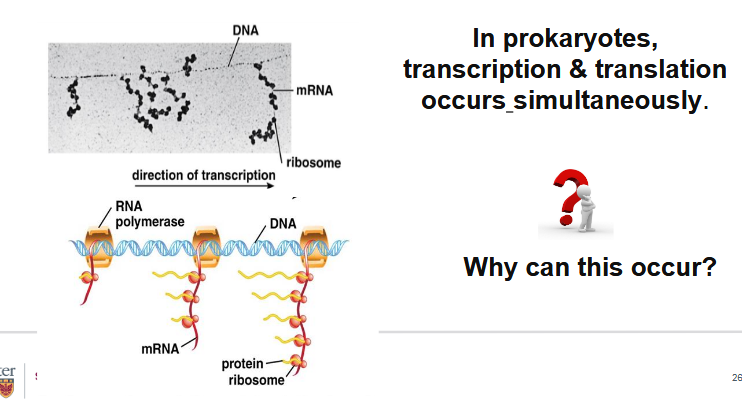 DNA
mRNA
ribosome
direction of transcription
RNA
polymerase
DNA
mRNA
protein
ribosome
In prokaryotes,
transcription & translation
occurs simultaneously.
?
Why can this occur?
26